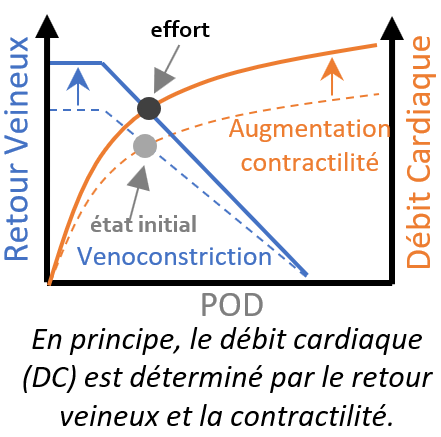 effort
Retour Veineux
Débit Cardiaque
Augmentation
contractilité
état initial
Venoconstriction
POD
En principe, le débit cardiaque
(DC) est déterminé par le retour
veineux et la contractilité.